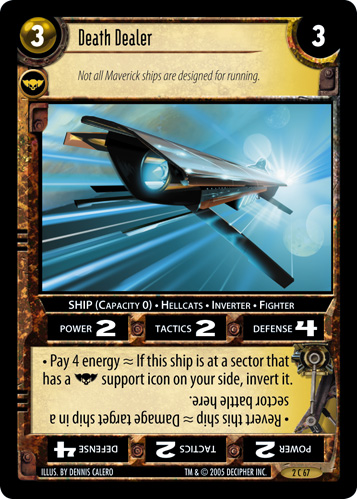 3 Death Dealer 3
Not all Maverick ships are designed for running.
SHIP (CAPACITY 0) • HELLCATS • INVERTER • FIGHTER
POWER 2 TACTICS 2 DEFENSE 4
• Pay 4 energy ≈ If this ship is at a sector that
has a support icon on your side, invert it.
• Revert this ship ≈ Damage target ship in a
sector battle here.
POWER 2 TACTICS 2 DEFENSE 4
ILLUS. BY DENNIS CALERO TM & © 2005 DECIPHER INC. 2 C 67